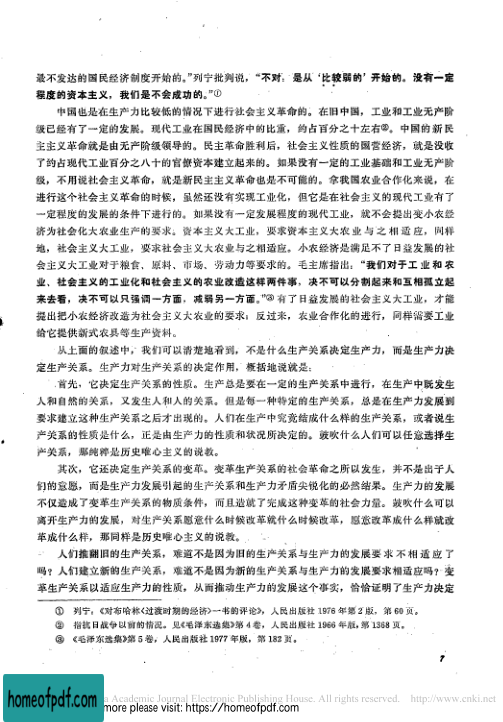 最不发达的国民经济制度开始的。”列宁批判说，“不对：是从‘比较弱的’开始的。没有一定
程度的资本主义，我们是不会成功的。”①
中国也是在生产力比较低的情况下进行社会主义革命的。在旧中国，工业和工业无产阶
级已经有了一定的发展。现代工业在国民经济中的比重，约占百分之十左右②。中国的新民
主主义革命就是由无产阶级领导的。民主革命胜利后，社会主义性质的国营经济，就是没收
了约占现代工业百分之八十的官僚资本建立起来的。如果没有一定的工业基础和工业无产阶
级，不用说社会主义革命，就是新民主主义革命也是不可能的。拿我国农业合作化来说，在
进行这个社会主义革命的时候，虽然还没有实现工业化，但它是在社会主义的现代工业有了
一定程度的发展的条件下进行的。如果没有一定发展程度的现代工业，就不会提出变小农经
济为社会化大农业生产的要求。资本主义大工业，要求资本主义大农业与之相适应，同样
地，社会主义大工业，要求社会主义大农业与之相适应。小农经济是满足不了日益发展的社
会主义大工业对于粮食、原料、市场、劳动力等要求的。毛主席指出：“我们对于工业和农
业、社会主义的工业化和社会主义的农业改造这样两件事，决不可以分割起来和互相孤立起
来去看，决不可以只强调一方面，减弱另一方面。”③有了日益发展的社会主义大工业，才能
提出把小农经济改造为社会主义大农业的要求；反过来，农业合作化的进行，同样需要工业
给它提供新式农具等生产资料。
从上面的叙述中，我们可以清楚地看到，不是什么生产关系决定生产力，而是生产力决
定生产关系。生产力对生产关系的决定作用，概括地说就是：
首先，它决定生产关系的性质。生产总是要在一定的生产关系中进行，在生产中既发生
人和自然的关系，又发生人和人的关系。但是每一种特定的生产关系，总是在生产力发展到
要求建立这种生产关系之后才出现的。人们在生产中究竟结成什么样的生产关系，或者说生
产关系的性质是什么，正是由生产力的性质和状况所决定的。鼓吹什么人们可以任意选择生
产关系，那纯粹是历史唯心主义的说教。
其次，它还决定生产关系的变革。变革生产关系的社会革命之所以发生，并不是出于人
们的意愿，而是生产力发展引起的生产关系和生产力矛盾尖锐化的必然结果。生产力的发展
不仅造成了变革生产关系的物质条件，而且造就了完成这种变革的社会力量。鼓吹什么可以
离开生产力的发展，对生产关系愿意什么时候改革就什么时候改革，愿意改革成什么样就改
革成什么样，那同样是历史唯心主义的说教。
人们推翻旧的生产关系，难道不是因为旧的生产关系与生产力的发展要求不相适应了
吗？人们建立新的生产关系，难道不是因为新的生产关系与生产力的发展要求相适应吗？变
革生产关系以适应生产力的性质，从而推动生产力的发展这个事实，恰恰证明了生产力决定
① 列宁：《对布哈林〈过渡时期的经济〉一书的评论》，人民出版社1976年第2版，第60页。
② 指抗日战争以前的情况。见《毛泽东选集》第4卷，人民出版社1966年版，第1368页。
③ 《毛泽东选集》第5卷，人民出版社1977年版，第182页。
7
Academic Journal Electronic Publishing House. All rights reserved. http://www.cnki.net
homeofpdf.com
more please visit: https://homeofpdf.com